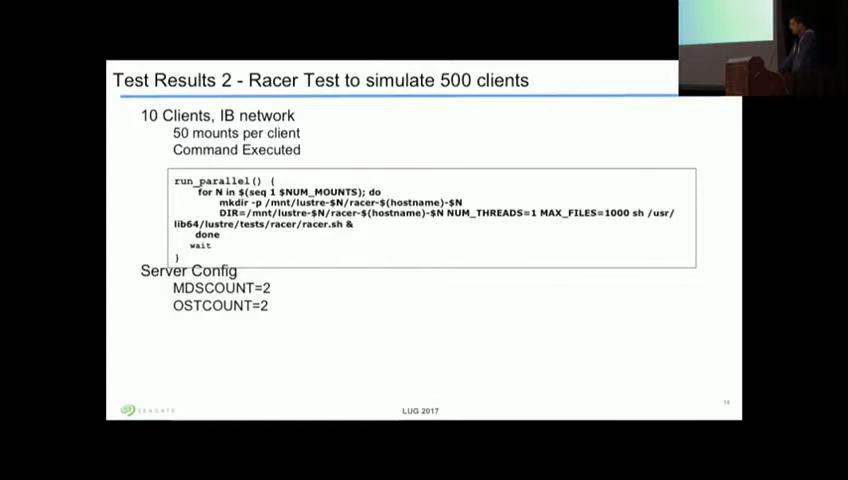 Test Results 2 - Racer Test to simulate 500 clients
10 Clients, IB network
50 mounts per client
Command Executed
run_parallel() {
for N in $(seq 1 $NUM_MOUNTS); do
mkdir -p /mnt/lustre-$N/racer-$(hostname)-$N
DIR=/mnt/lustre-$N/racer-$(hostname)-$N NUM_THREADS=1 MAX_FILES=1000 sh /usr/
lib64/lustre/tests/racer/racer.sh &
done
wait
}
Server Config
MDSCOUNT=2
OSTCOUNT=2
SEAGATE
LUG 2017
14